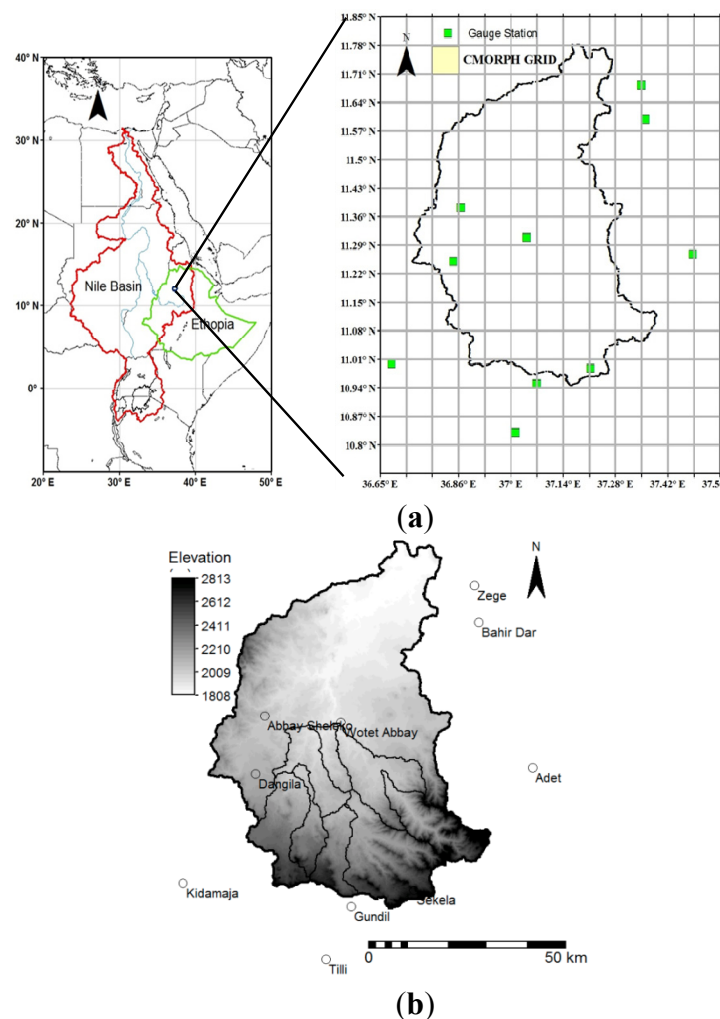 40° N
30° N
20° N
10° N
0°
20° E
30° E
40° E
50° E
N
Nile Basin
Ethopia
11.85° N
11.78° N
11.71° N
11.64° N
11.57° N
11.5° N
11.43° N
11.36° N
11.29° N
11.22° N
11.15° N
11.08° N
11.01° N
10.94° N
10.87° N
10.8° N
36.65° E
36.86° E
37° E
37.14° E
37.28° E
37.42° E
37.5
N
Gauge Station
CMORPH GRID
(a)
Elevation
2813
2612
2411
2210
2009
1808
N
Zege
Bahir Dar
Abbay Sheleko
Wotet Abbay
Dangila
Adet
Kidamaja
Sekela
Gundil
Tilli
0
50 km
(b)